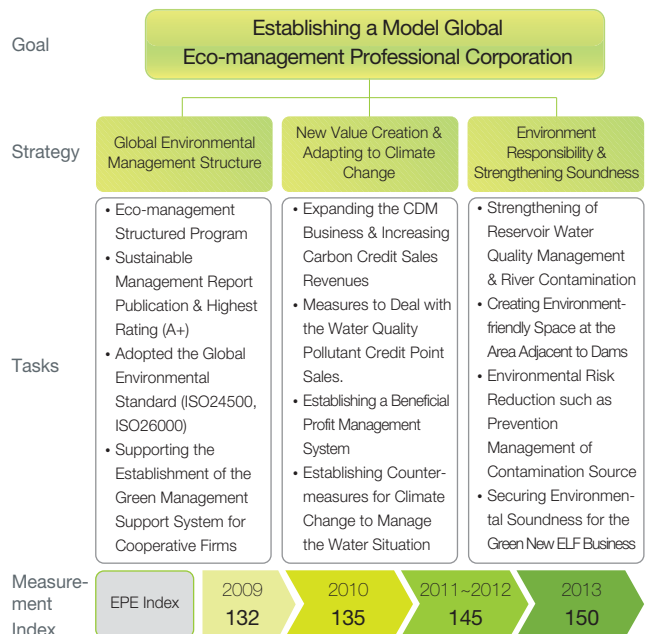 Goal
Establishing a Model Global
Eco-management Professional Corporation
Strategy
Global Environmental
Management Structure
New Value Creation &
Adapting to Climate
Change
Environment
Responsibility &
Strengthening Soundness
Tasks
• Eco-management
Structured Program
• Sustainable
Management Report
Publication & Highest
Rating (A+)
• Adopted the Global
Environmental
Standard (ISO24500,
ISO26000)
• Supporting the
Establishment of the
Green Management
Support System for
Cooperative Firms
• Expanding the CDM
Business & Increasing
Carbon Credit Sales
Revenues
• Measures to Deal with
the Water Quality
Pollutant Credit Point
Sales.
• Establishing a Beneficial
Profit Management
System
• Establishing Counter-
measures for Climate
Change to Manage
the Water Situation
• Strengthening of
Reservoir Water
Quality Management
& River Contamination
• Creating Environment-
friendly Space at the
Area Adjacent to Dams
• Environmental Risk
Reduction such as
Prevention
Management of
Contamination Source
• Securing Environmen-
tal Soundness for the
Green New ELF Business
Measure-
ment
Index
EPE Index
2009
132
2010
135
2011~2012
145
2013
150